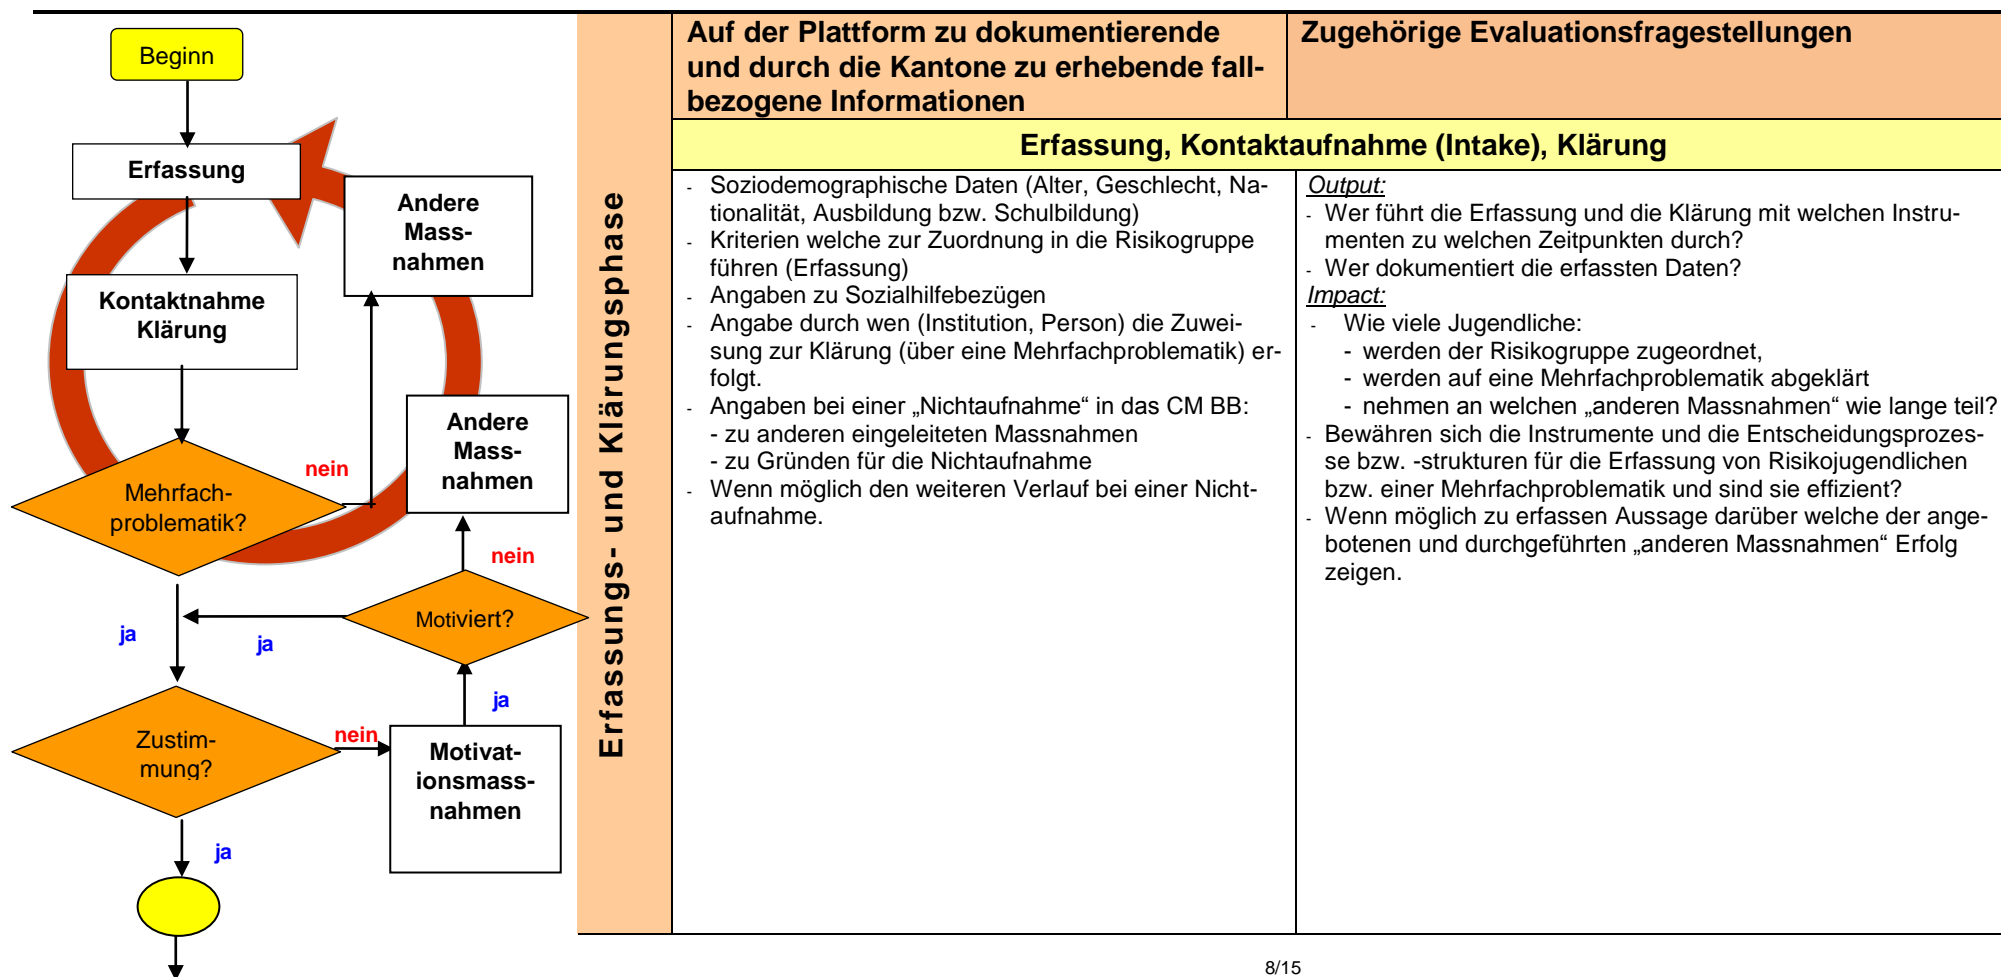 Beginn
Erfassung
Andere
Mass-
nahmen
Kontaktnahme
Klärung
Andere
Mass-
nahmen
nein
Mehrfach-
problematik?
nein
Motiviert?
ja
ja
ja
Zustim-
mung?
nein
Motivat-
ionsmass-
nahmen
ja
Erfassungs- und Klärungsphase
Auf der Plattform zu dokumentierende
und durch die Kantone zu erhebende fall-
bezogene Informationen
Zugehörige Evaluationsfragestellungen
Erfassung, Kontaktaufnahme (Intake), Klärung
- Soziodemographische Daten (Alter, Geschlecht, Na-
tionalität, Ausbildung bzw. Schulbildung)
- Kriterien welche zur Zuordnung in die Risikogruppe
führen (Erfassung)
- Angaben zu Sozialhilfebezügen
- Angabe durch wen (Institution, Person) die Zuwei-
sung zur Klärung (über eine Mehrfachproblematik) er-
folgt.
- Angaben bei einer „Nichtaufnahme“ in das CM BB:
- zu anderen eingeleiteten Massnahmen
- zu Gründen für die Nichtaufnahme
- Wenn möglich den weiteren Verlauf bei einer Nicht-
aufnahme.
Output:
- Wer führt die Erfassung und die Klärung mit welchen Instru-
menten zu welchen Zeitpunkten durch?
- Wer dokumentiert die erfassten Daten?
Impact:
- Wie viele Jugendliche:
- werden der Risikogruppe zugeordnet,
- werden auf eine Mehrfachproblematik abgeklärt
- nehmen an welchen „anderen Massnahmen“ wie lange teil?
- Bewähren sich die Instrumente und die Entscheidungsprozes-
se bzw. -strukturen für die Erfassung von Risikojugendlichen
bzw. einer Mehrfachproblematik und sind sie effizient?
- Wenn möglich zu erfassen Aussage darüber welche der ange-
botenen und durchgeführten „anderen Massnahmen“ Erfolg
zeigen.
8/15